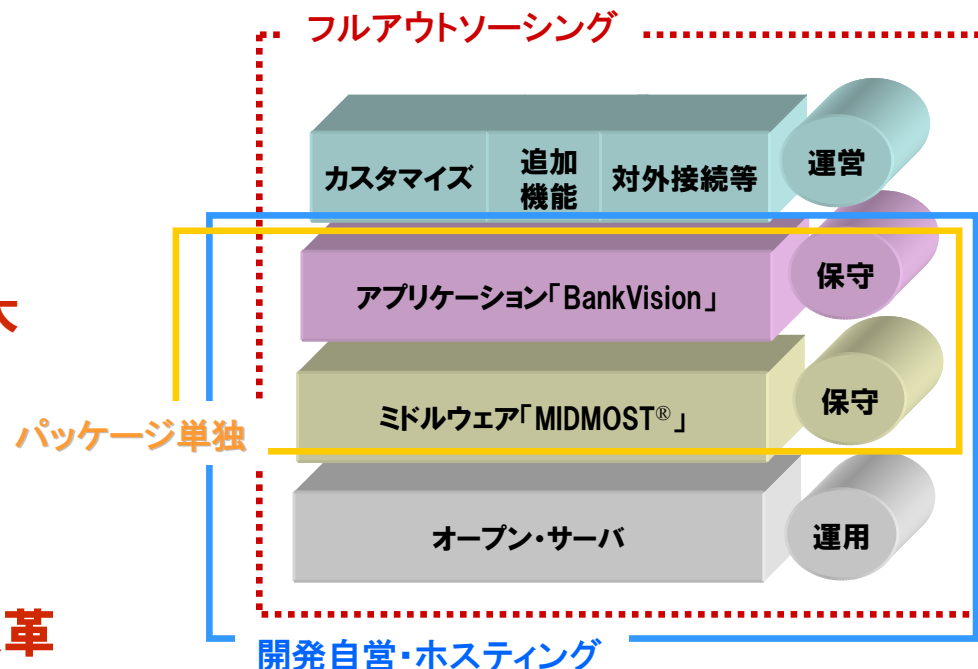 フルアウトソーシング
カスタマイズ
追加
機能
対外接続等
運営
アプリケーション「BankVision」
保守
大
ミドルウェア「MIDMOST®」
保守
パッケージ単独
オープン・サーバ
運用
革
開発自営・ホスティング